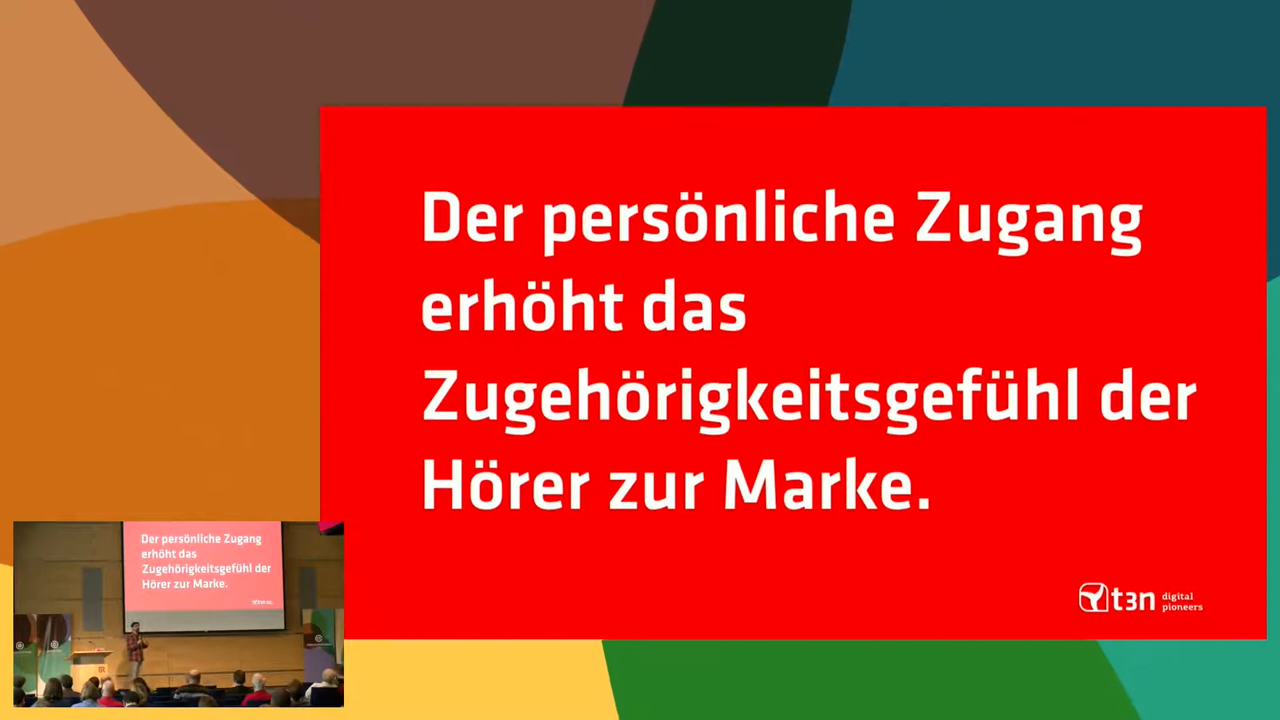 Der persönliche Zugang
erhöht das
Zugehörigkeitsgefühl der
Hörer zur Marke.
t3n digital
pioneers
Der persönliche Zugang
erhöht das
Zugehörigkeitsgefühl der
Hörer zur Marke.